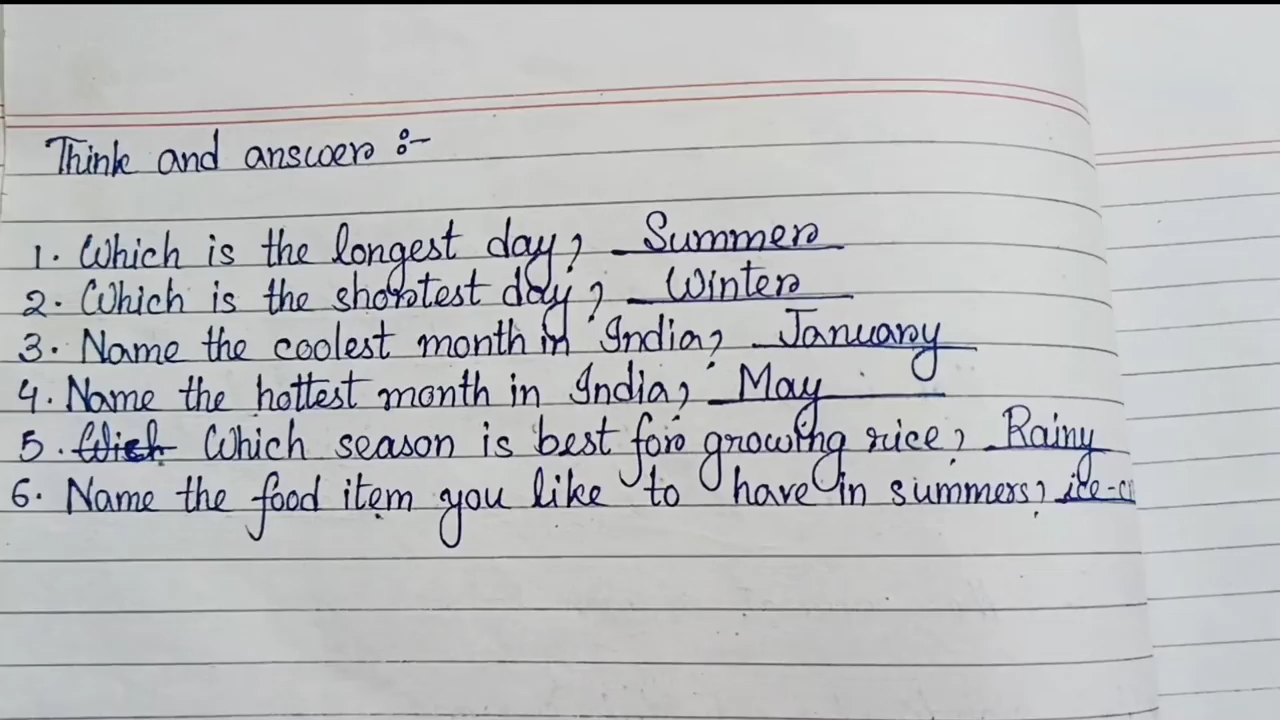 Think and answer :-
1. Which is the longest day? Summer
2. Which is the shortest day? Winter
3. Name the coolest month in India? January
4. Name the hottest month in India? May
5. Wich Which season is best for growing rice? Rainy
6. Name the food item you like to have in summers? ice-c